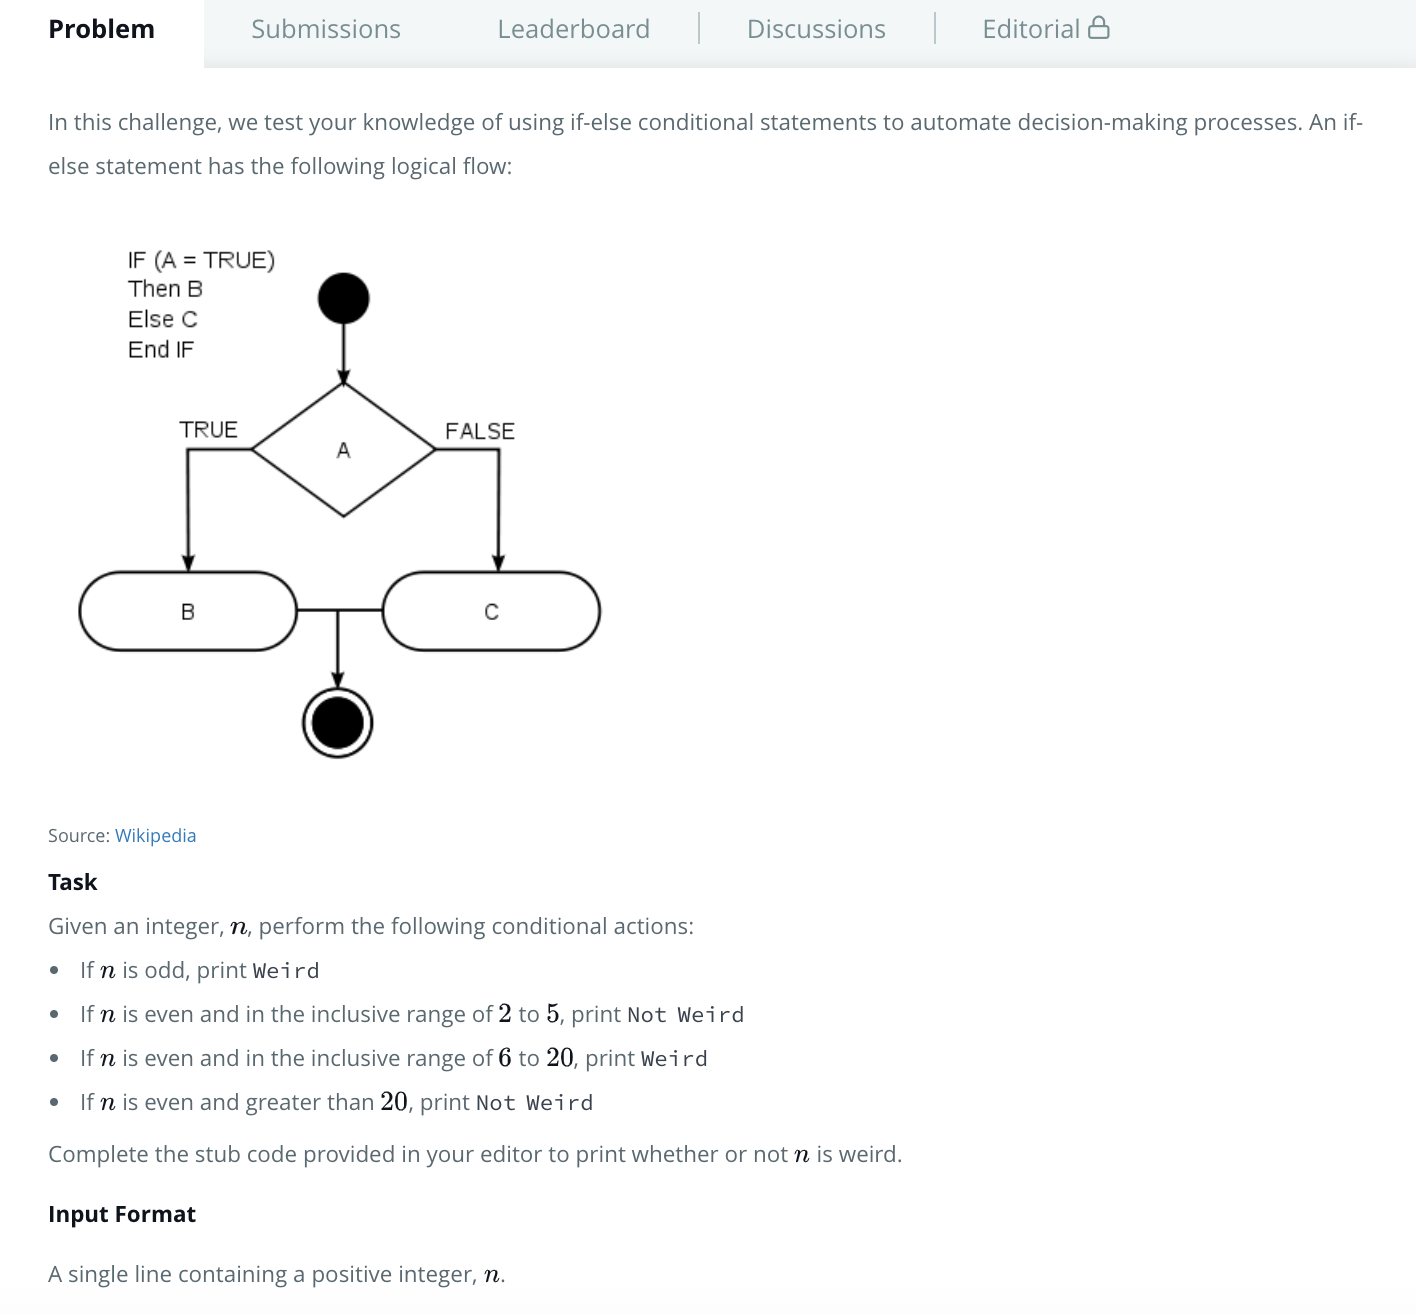 Problem Submissions Leaderboard Discussions Editorial
In this challenge, we test your knowledge of using if-else conditional statements to automate decision-making processes. An if-
else statement has the following logical flow:
IF (A = TRUE)
Then B
Else C
End IF
TRUE FALSE
A
B C
Source: Wikipedia
Task
Given an integer, n, perform the following conditional actions:
• If n is odd, print Weird
• If n is even and in the inclusive range of 2 to 5, print Not Weird
• If n is even and in the inclusive range of 6 to 20, print Weird
• If n is even and greater than 20, print Not Weird
Complete the stub code provided in your editor to print whether or not n is weird.
Input Format
A single line containing a positive integer, n.